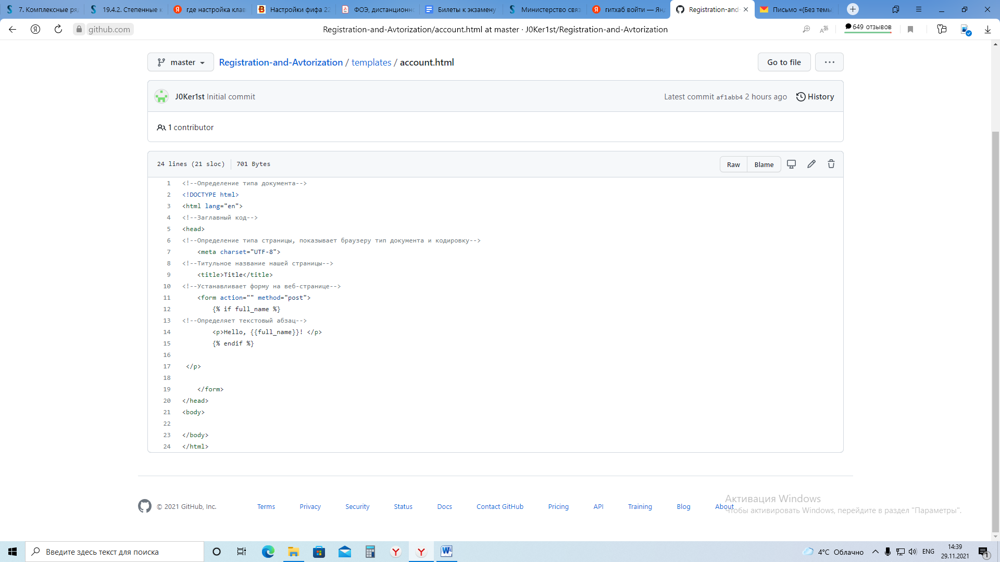 7. Комплексные ря
19.4.2. Степенные к
где настройка клав
Настройки фифа 22
ФОЭ, дистанционно
Билеты к экзамену
Министерство связ
гитхаб войти — Янд
Registration-and-
Письмо «(Без темы
github.com
Registration-and-Avtorization/account.html at master · J0Ker1st/Registration-and-Avtorization
649 отзывов
master
Registration-and-Avtorization / templates / account.html
Go to file
J0Ker1st Initial commit
Latest commit af1abb4 2 hours ago
History
1 contributor
24 lines (21 sloc)
701 Bytes
Raw
Blame
1 <!--Определение типа документа-->
2 <!DOCTYPE html>
3 <html lang="en">
4 <!--Заглавный код-->
5 <head>
6 <!--Определение типа страницы, показывает браузеру тип документа и кодировку-->
7 <meta charset="UTF-8">
8 <!--Титульное название нашей страницы-->
9 <title>Title</title>
10 <!--Устанавливает форму на веб-странице-->
11 <form action="" method="post">
12 {% if full_name %}
13 <!--Определяет текстовый абзац-->
14 <p>Hello, {{full_name}}! </p>
15 {% endif %}
16
17 </p>
18
19 </form>
20 </head>
21 <body>
22
23 </body>
24 </html>
© 2021 GitHub, Inc.
Terms
Privacy
Security
Status
Docs
Contact GitHub
Pricing
API
Training
Blog
About
Активация Windows
Чтобы активировать Windows, перейдите в раздел "Параметры".
Введите здесь текст для поиска
4°C Облачно
ENG
14:39
29.11.2021
1